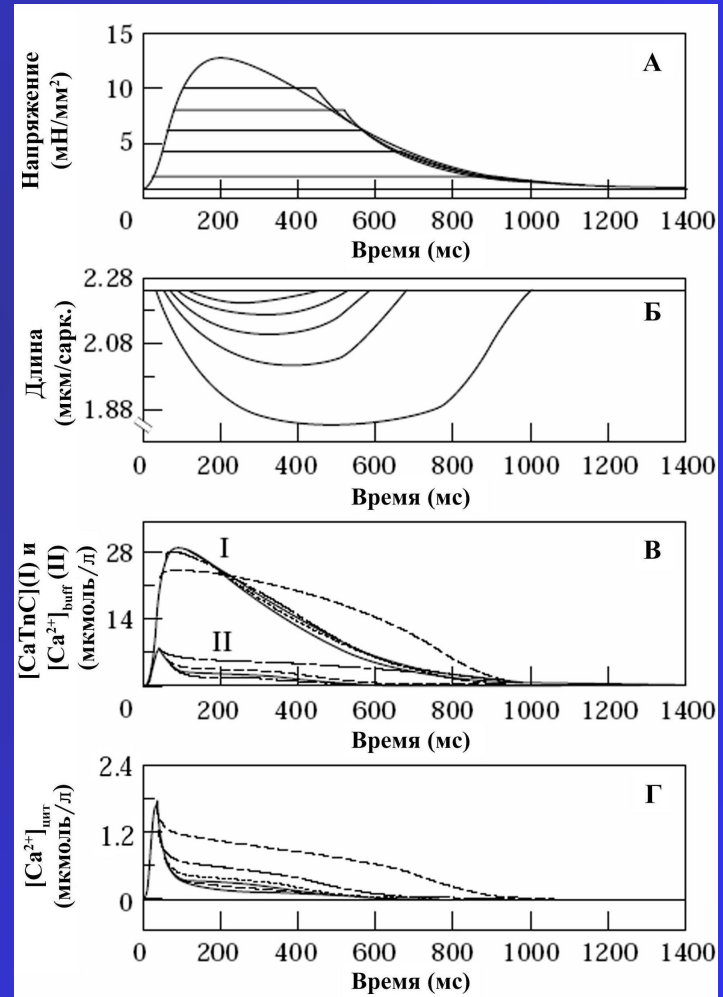 15
А
10
5
Напряжение
(мН/мм²)
0 200 400 600 800 1000 1200 1400
Время (мс)
2.28
Б
2.08
1.88
Длина
(мкм/сарк.)
0 200 400 600 800 1000 1200 1400
Время (мс)
В
28
I
14
II
[CaTnC](I) и
[Ca²⁺]buff (II)
(мкмоль/л)
0 200 400 600 800 1000 1200 1400
Время (мс)
2.4
Г
1.2
0
[Ca²⁺]цит
(мкмоль/л)
0 200 400 600 800 1000 1200 1400
Время (мс)